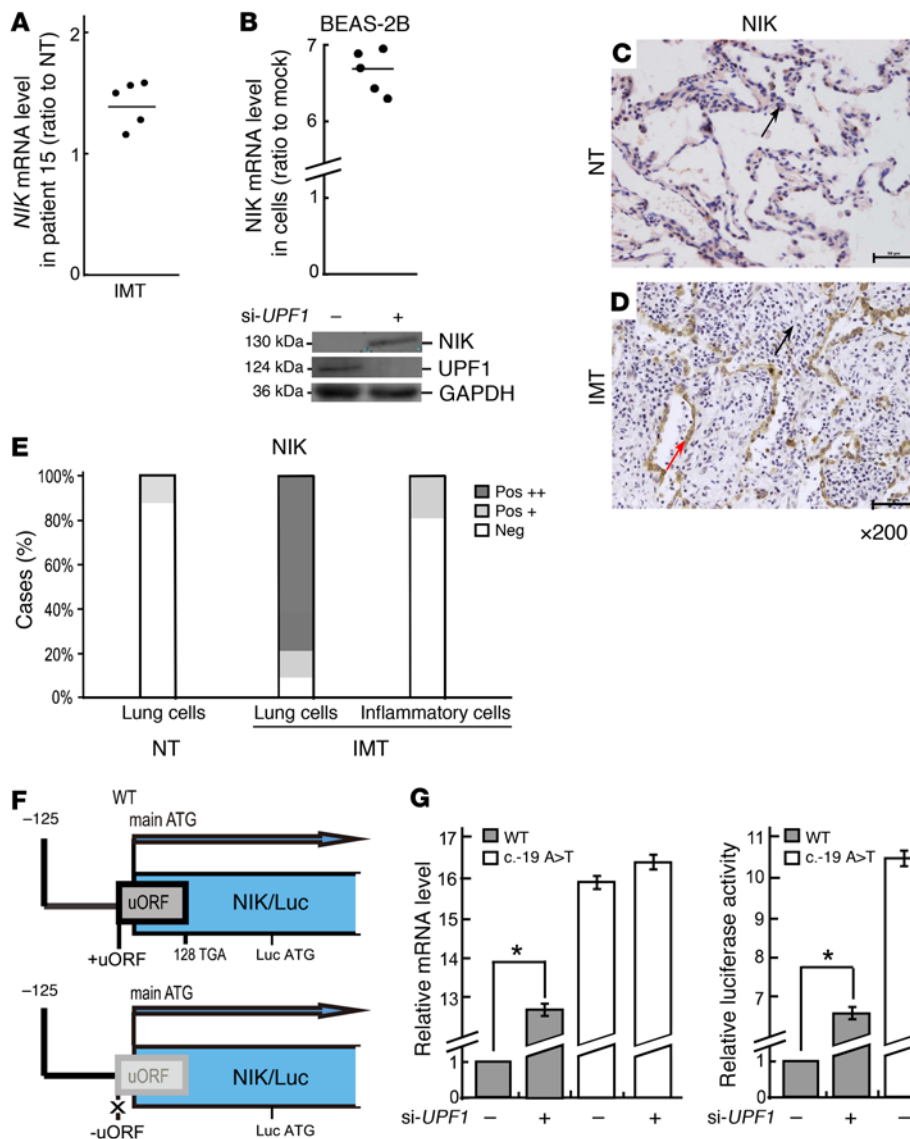 A
NIK mRNA level
in patient 15 (ratio to NT)
2
1
0
IMT
B
BEAS-2B
NIK mRNA level
in cells (ratio to mock)
7
6
1
0
si-UPF1 – +
130 kDa NIK
124 kDa UPF1
36 kDa GAPDH
NIK
C
NT
D
IMT
×200
E
NIK
Cases (%)
100%
80%
60%
40%
20%
0%
Pos ++
Pos +
Neg
Lung cells Lung cells Inflammatory cells
NT IMT
F
WT
–125
main ATG
uORF
NIK/Luc
+uORF
128 TGA
Luc ATG
–125
main ATG
uORF
NIK/Luc
-uORF
Luc ATG
G
Relative mRNA level
17
16
15
14
13
1
0
WT
c.-19 A>T
*
si-UPF1 – + – +
Relative luciferase activity
11
10
8
7
6
1
0
WT
c.-19 A>T
*
si-UPF1 – + –